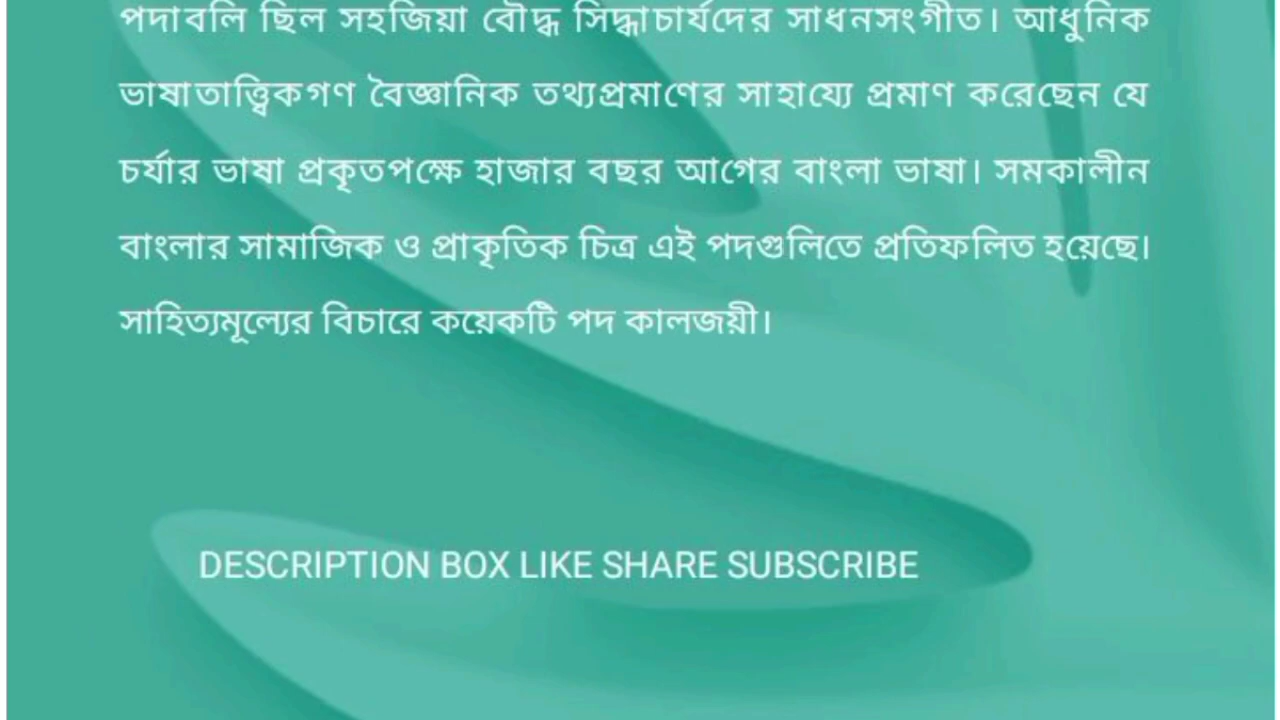 পদাবলি ছিল সহজিয়া বৌদ্ধ সিদ্ধাচার্যদের সাধনসংগীত। আধুনিক
ভাষাতাত্ত্বিকগণ বৈজ্ঞানিক তথ্যপ্রমাণের সাহায্যে প্রমাণ করেছেন যে
চর্যার ভাষা প্রকৃতপক্ষে হাজার বছর আগের বাংলা ভাষা। সমকালীন
বাংলার সামাজিক ও প্রাকৃতিক চিত্র এই পদগুলিতে প্রতিফলিত হয়েছে।
সাহিত্যমূল্যের বিচারে কয়েকটি পদ কালজয়ী।
DESCRIPTION BOX LIKE SHARE SUBSCRIBE